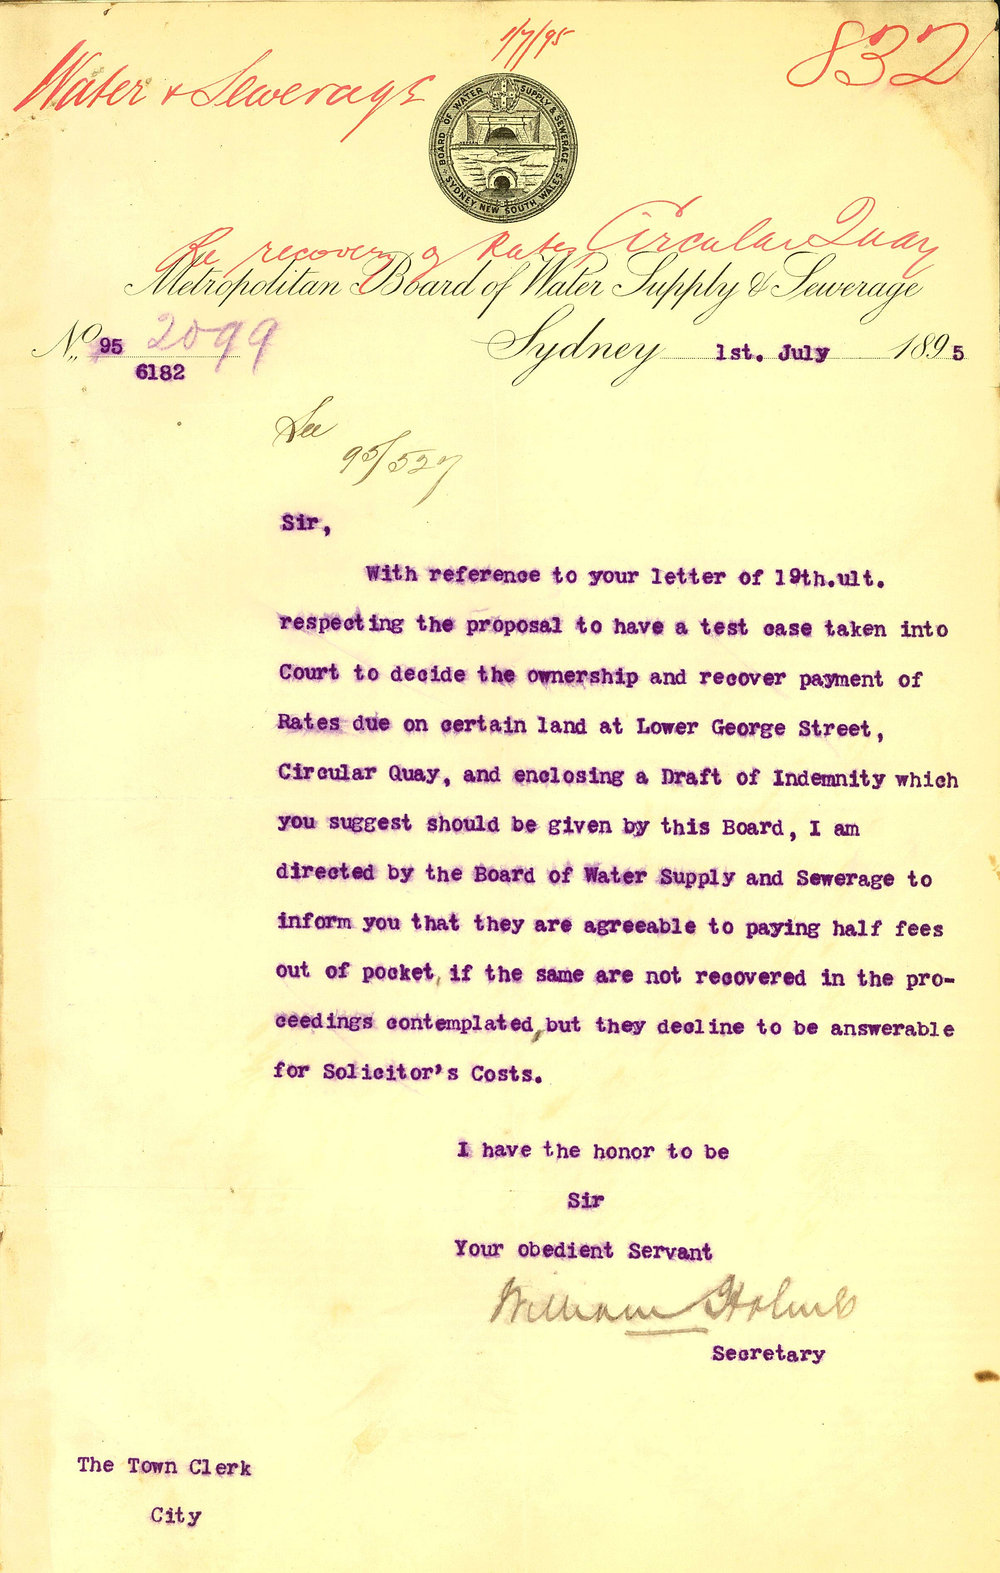 1/7/95
832
Water & Sewerage
BOARD OF WATER SUPPLY & SEWERAGE
SYDNEY, NEW SOUTH WALES
Re recovery of Rates Circular Quay
Metropolitan Board of Water Supply & Sewerage
No. 95 2099
6182
Sydney 1st. July 1895
See
95/527
Sir,
With reference to your letter of 19th.ult.
respecting the proposal to have a test case taken into
Court to decide the ownership and recover payment of
Rates due on certain land at Lower George Street,
Circular Quay, and enclosing a Draft of Indemnity which
you suggest should be given by this Board, I am
directed by the Board of Water Supply and Sewerage to
inform you that they are agreeable to paying half fees
out of pocket, if the same are not recovered in the pro-
ceedings contemplated, but they decline to be answerable
for Solicitor's Costs.
I have the honor to be
Sir
Your obedient Servant
William Holmes
Secretary
The Town Clerk
City